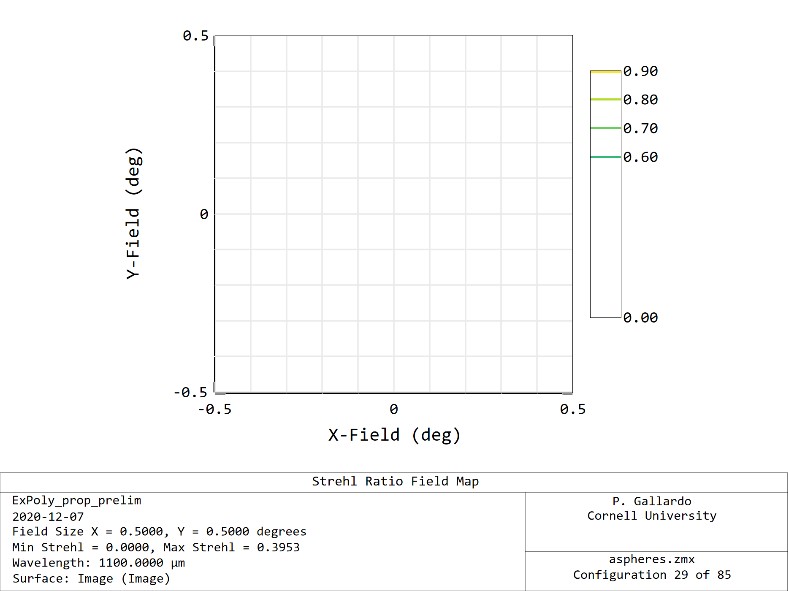 0.5
0
-0.5
Y-Field (deg)
-0.5
0
0.5
X-Field (deg)
0.90
0.80
0.70
0.60
0.00
Strehl Ratio Field Map
ExPoly_prop_prelim
2020-12-07
Field Size X = 0.5000, Y = 0.5000 degrees
Min Strehl = 0.0000, Max Strehl = 0.3953
Wavelength: 1100.0000 µm
Surface: Image (Image)
P. Gallardo
Cornell University
aspheres.zmx
Configuration 29 of 85